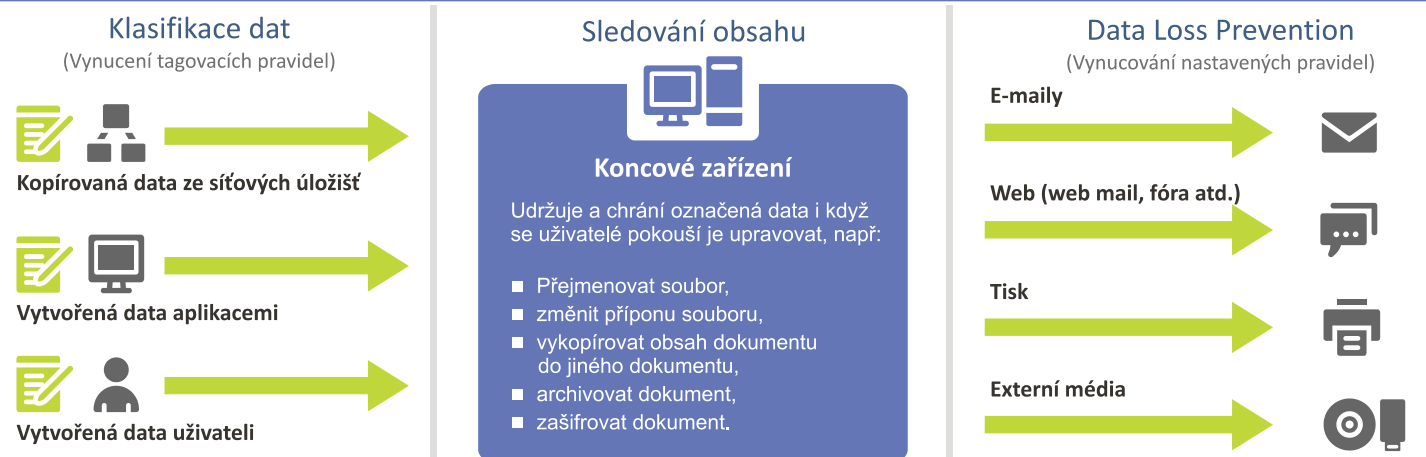 Klasifikace dat
(Vynucení tagovacích pravidel)
Kopírovaná data ze síťových úložišť
Vytvořená data aplikacemi
Vytvořená data uživateli
Sledování obsahu
Koncové zařízení
Udržuje a chrání označená data i když
se uživatelé pokouší je upravovat, např:
Přejmenovat soubor,
změnit příponu souboru,
vykopírovat obsah dokumentu
do jiného dokumentu,
archivovat dokument,
zašifrovat dokument.
Data Loss Prevention
(Vynucování nastavených pravidel)
E-maily
Web (web mail, fóra atd.)
Tisk
Externí média